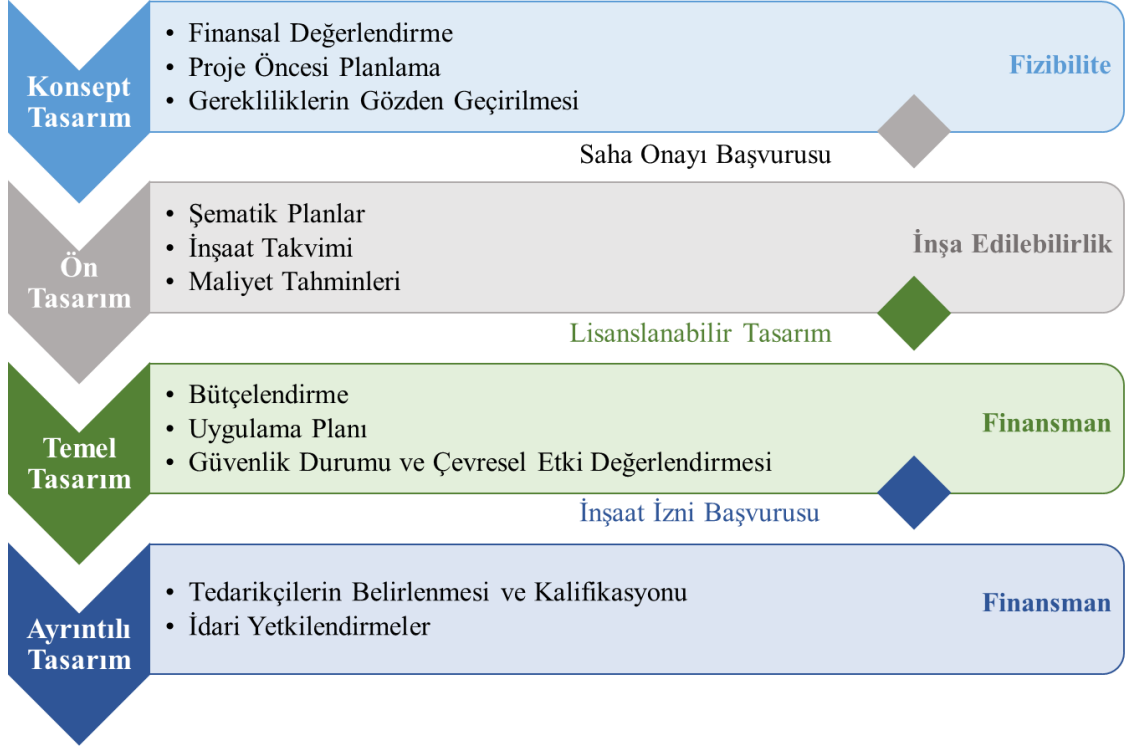 Konsept
Tasarım
• Finansal Değerlendirme
• Proje Öncesi Planlama
• Gerekliliklerin Gözden Geçirilmesi
Fizibilite
Saha Onayı Başvurusu
Ön
Tasarım
• Şematik Planlar
• İnşaat Takvimi
• Maliyet Tahminleri
İnşa Edilebilirlik
Lisanslanabilir Tasarım
Temel
Tasarım
• Bütçelendirme
• Uygulama Planı
• Güvenlik Durumu ve Çevresel Etki Değerlendirmesi
Finansman
İnşaat İzni Başvurusu
Ayrıntılı
Tasarım
• Tedarikçilerin Belirlenmesi ve Kalifikasyonu
• İdari Yetkilendirmeler
Finansman